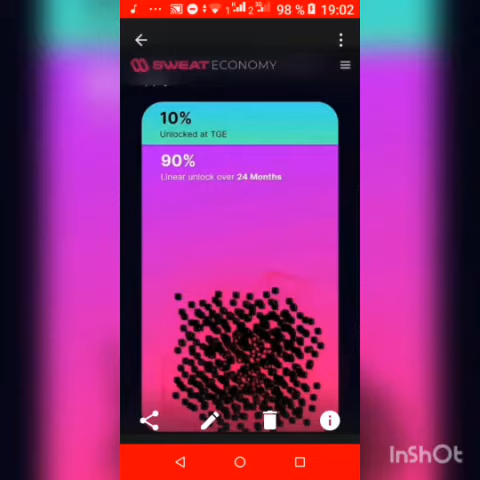 98 % 19:02
SWEAT ECONOMY
10%
Unlocked at TGE
90%
Linear unlock over 24 Months
InShOt